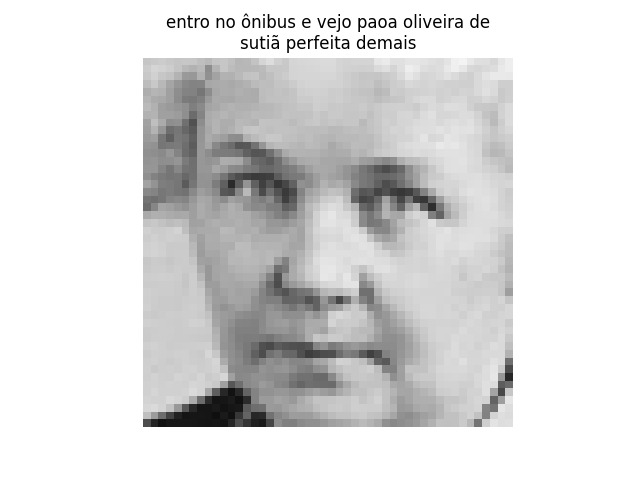 entro no ônibus e vejo paoa oliveira de
sutiã perfeita demais